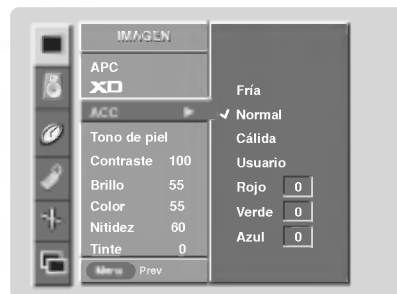 IMAGEN
APC
XD
ACC
Tono de piel
Contraste 100
Brillo 55
Color 55
Nitidez 60
Tinte 0
Menu Prev
Fría
Normal
Cálida
Usuario
Rojo 0
Verde 0
Azul 0